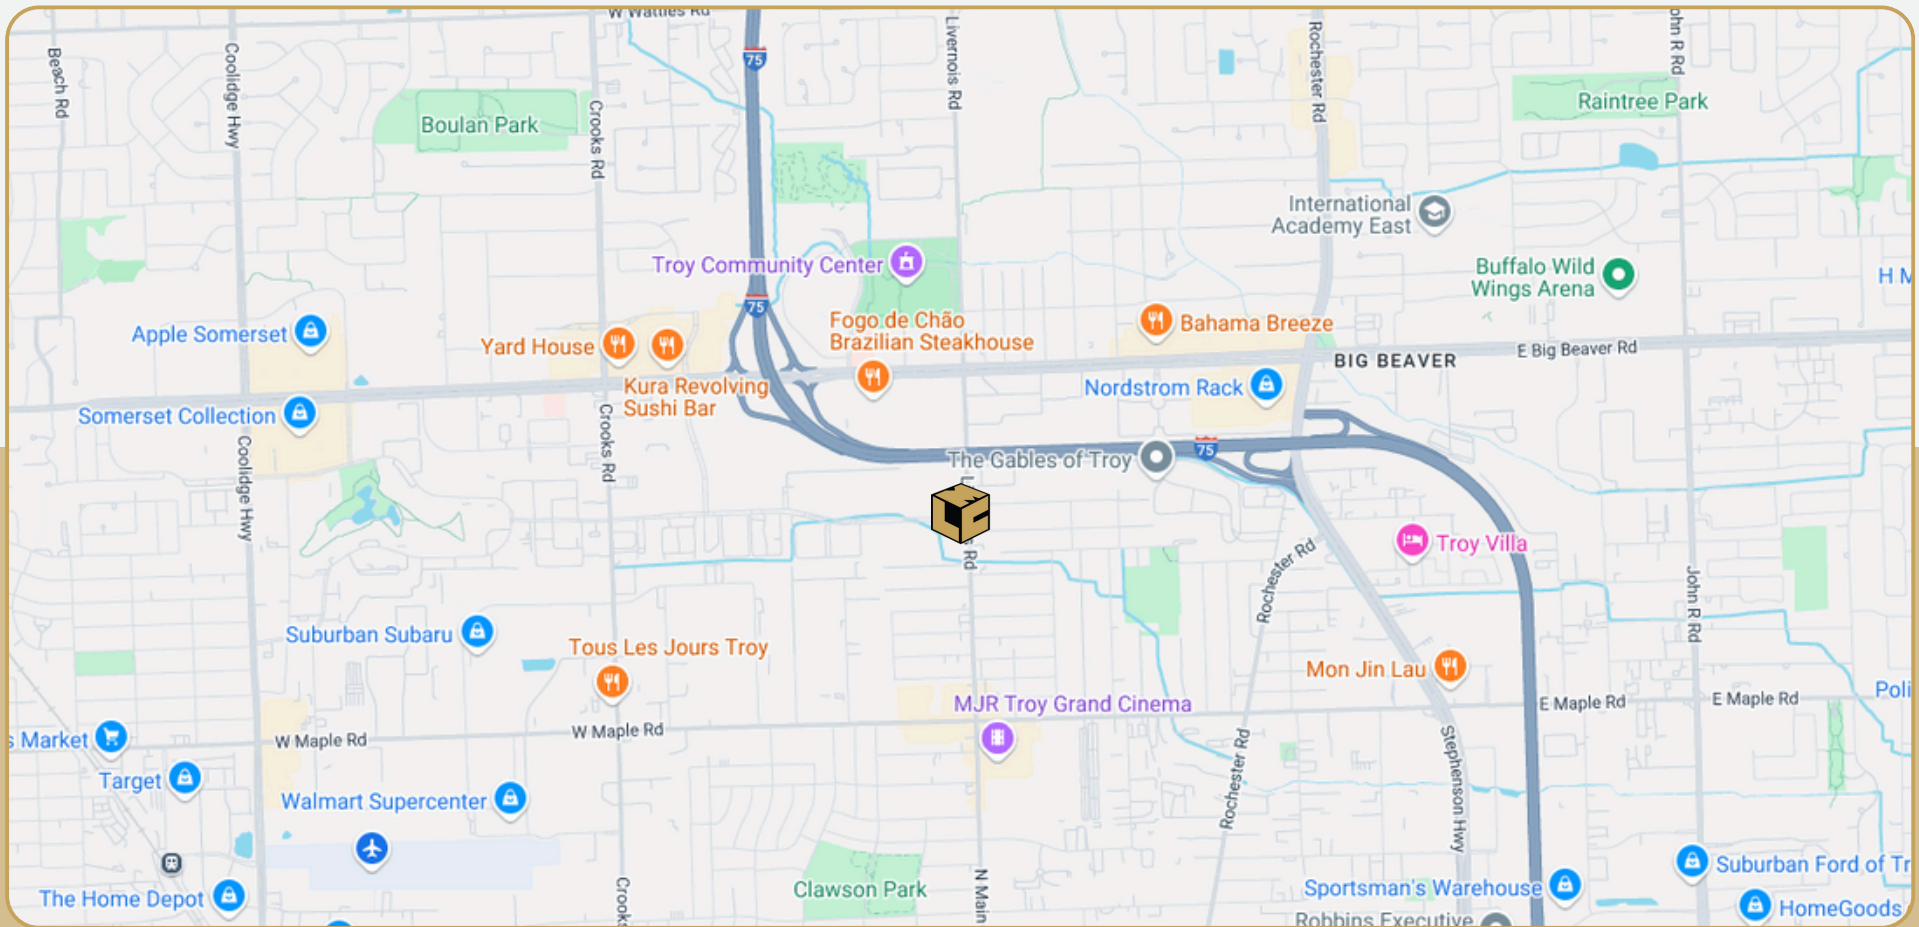 W Wattles Rd
75
Beach Rd
Coolidge Hwy
Crooks Rd
Livernois Rd
Rochester Rd
Boulan Park
Raintree Park
International
Academy East
Troy Community Center
Buffalo Wild
Wings Arena
75
Apple Somerset
Yard House
Fogo de Chão
Brazilian Steakhouse
Bahama Breeze
E Big Beaver Rd
BIG BEAVER
Kura Revolving
Sushi Bar
Nordstrom Rack
Somerset Collection
Coolidge Hwy
Crooks Rd
The Gables of Troy
75
Rd
Troy Villa
Rochester Rd
John R Rd
Suburban Subaru
Tous Les Jours Troy
Mon Jin Lau
MJR Troy Grand Cinema
E Maple Rd
E Maple Rd
W Maple Rd
W Maple Rd
s Market
Target
Walmart Supercenter
Rochester Rd
Stephenson Hwy
The Home Depot
Crooks
Clawson Park
N Main
Suburban Ford of Tr
Sportsman's Warehouse
HomeGoods
Robbins Executive